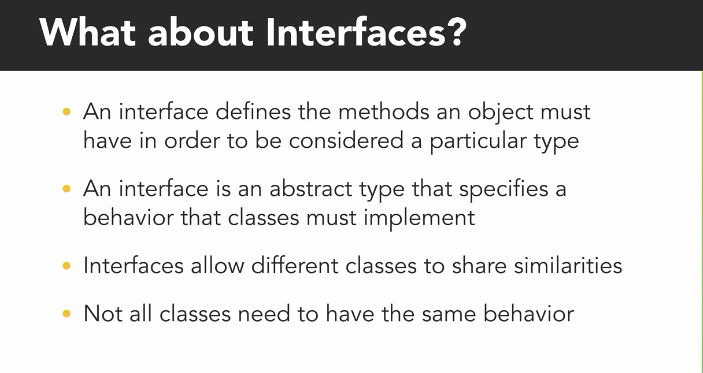 What about Interfaces?
• An interface defines the methods an object must
have in order to be considered a particular type
• An interface is an abstract type that specifies a
behavior that classes must implement
• Interfaces allow different classes to share similarities
• Not all classes need to have the same behavior